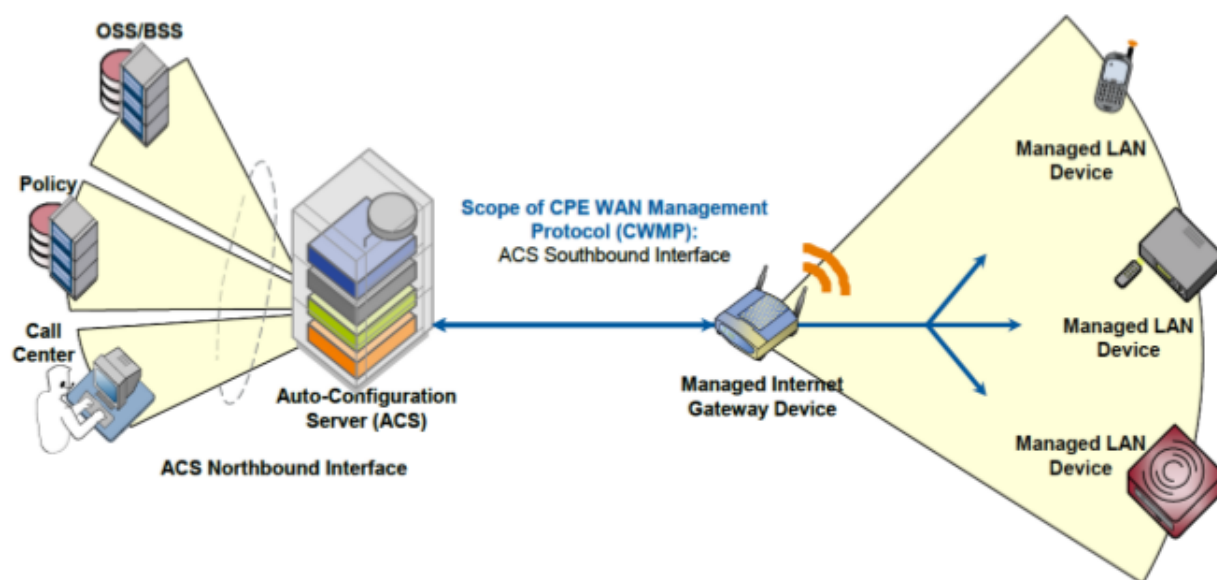 OSS/BSS
Policy
Call
Center
Auto-Configuration
Server (ACS)
ACS Northbound Interface
Scope of CPE WAN Management
Protocol (CWMP):
ACS Southbound Interface
Managed Internet
Gateway Device
Managed LAN
Device
Managed LAN
Device
Managed LAN
Device